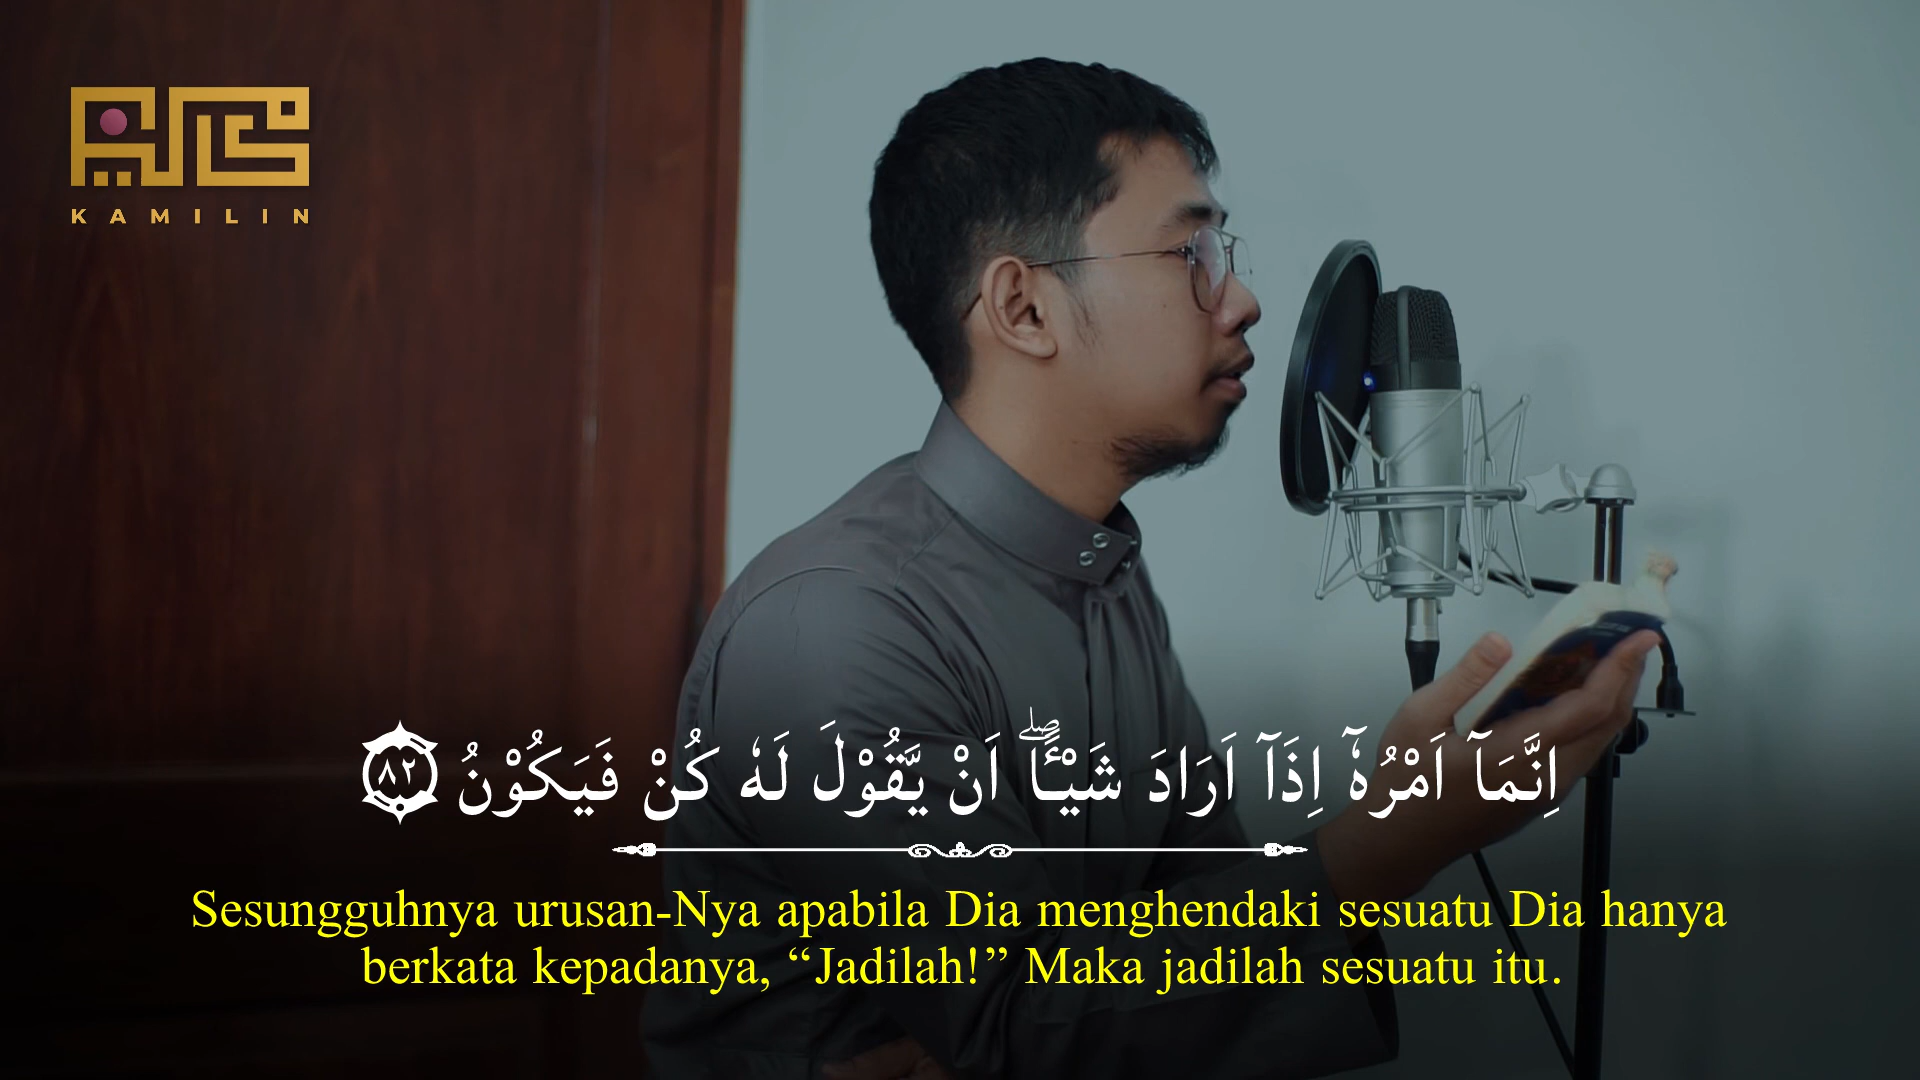 KAMILIN
اِنَّمَآ اَمْرُهٗٓ اِذَآ اَرَادَ شَيْـًٔاۖ اَنْ يَّقُوْلَ لَهٗ كُنْ فَيَكُوْنُ ٨٢
Sesungguhnya urusan-Nya apabila Dia menghendaki sesuatu Dia hanya
berkata kepadanya, “Jadilah!” Maka jadilah sesuatu itu.